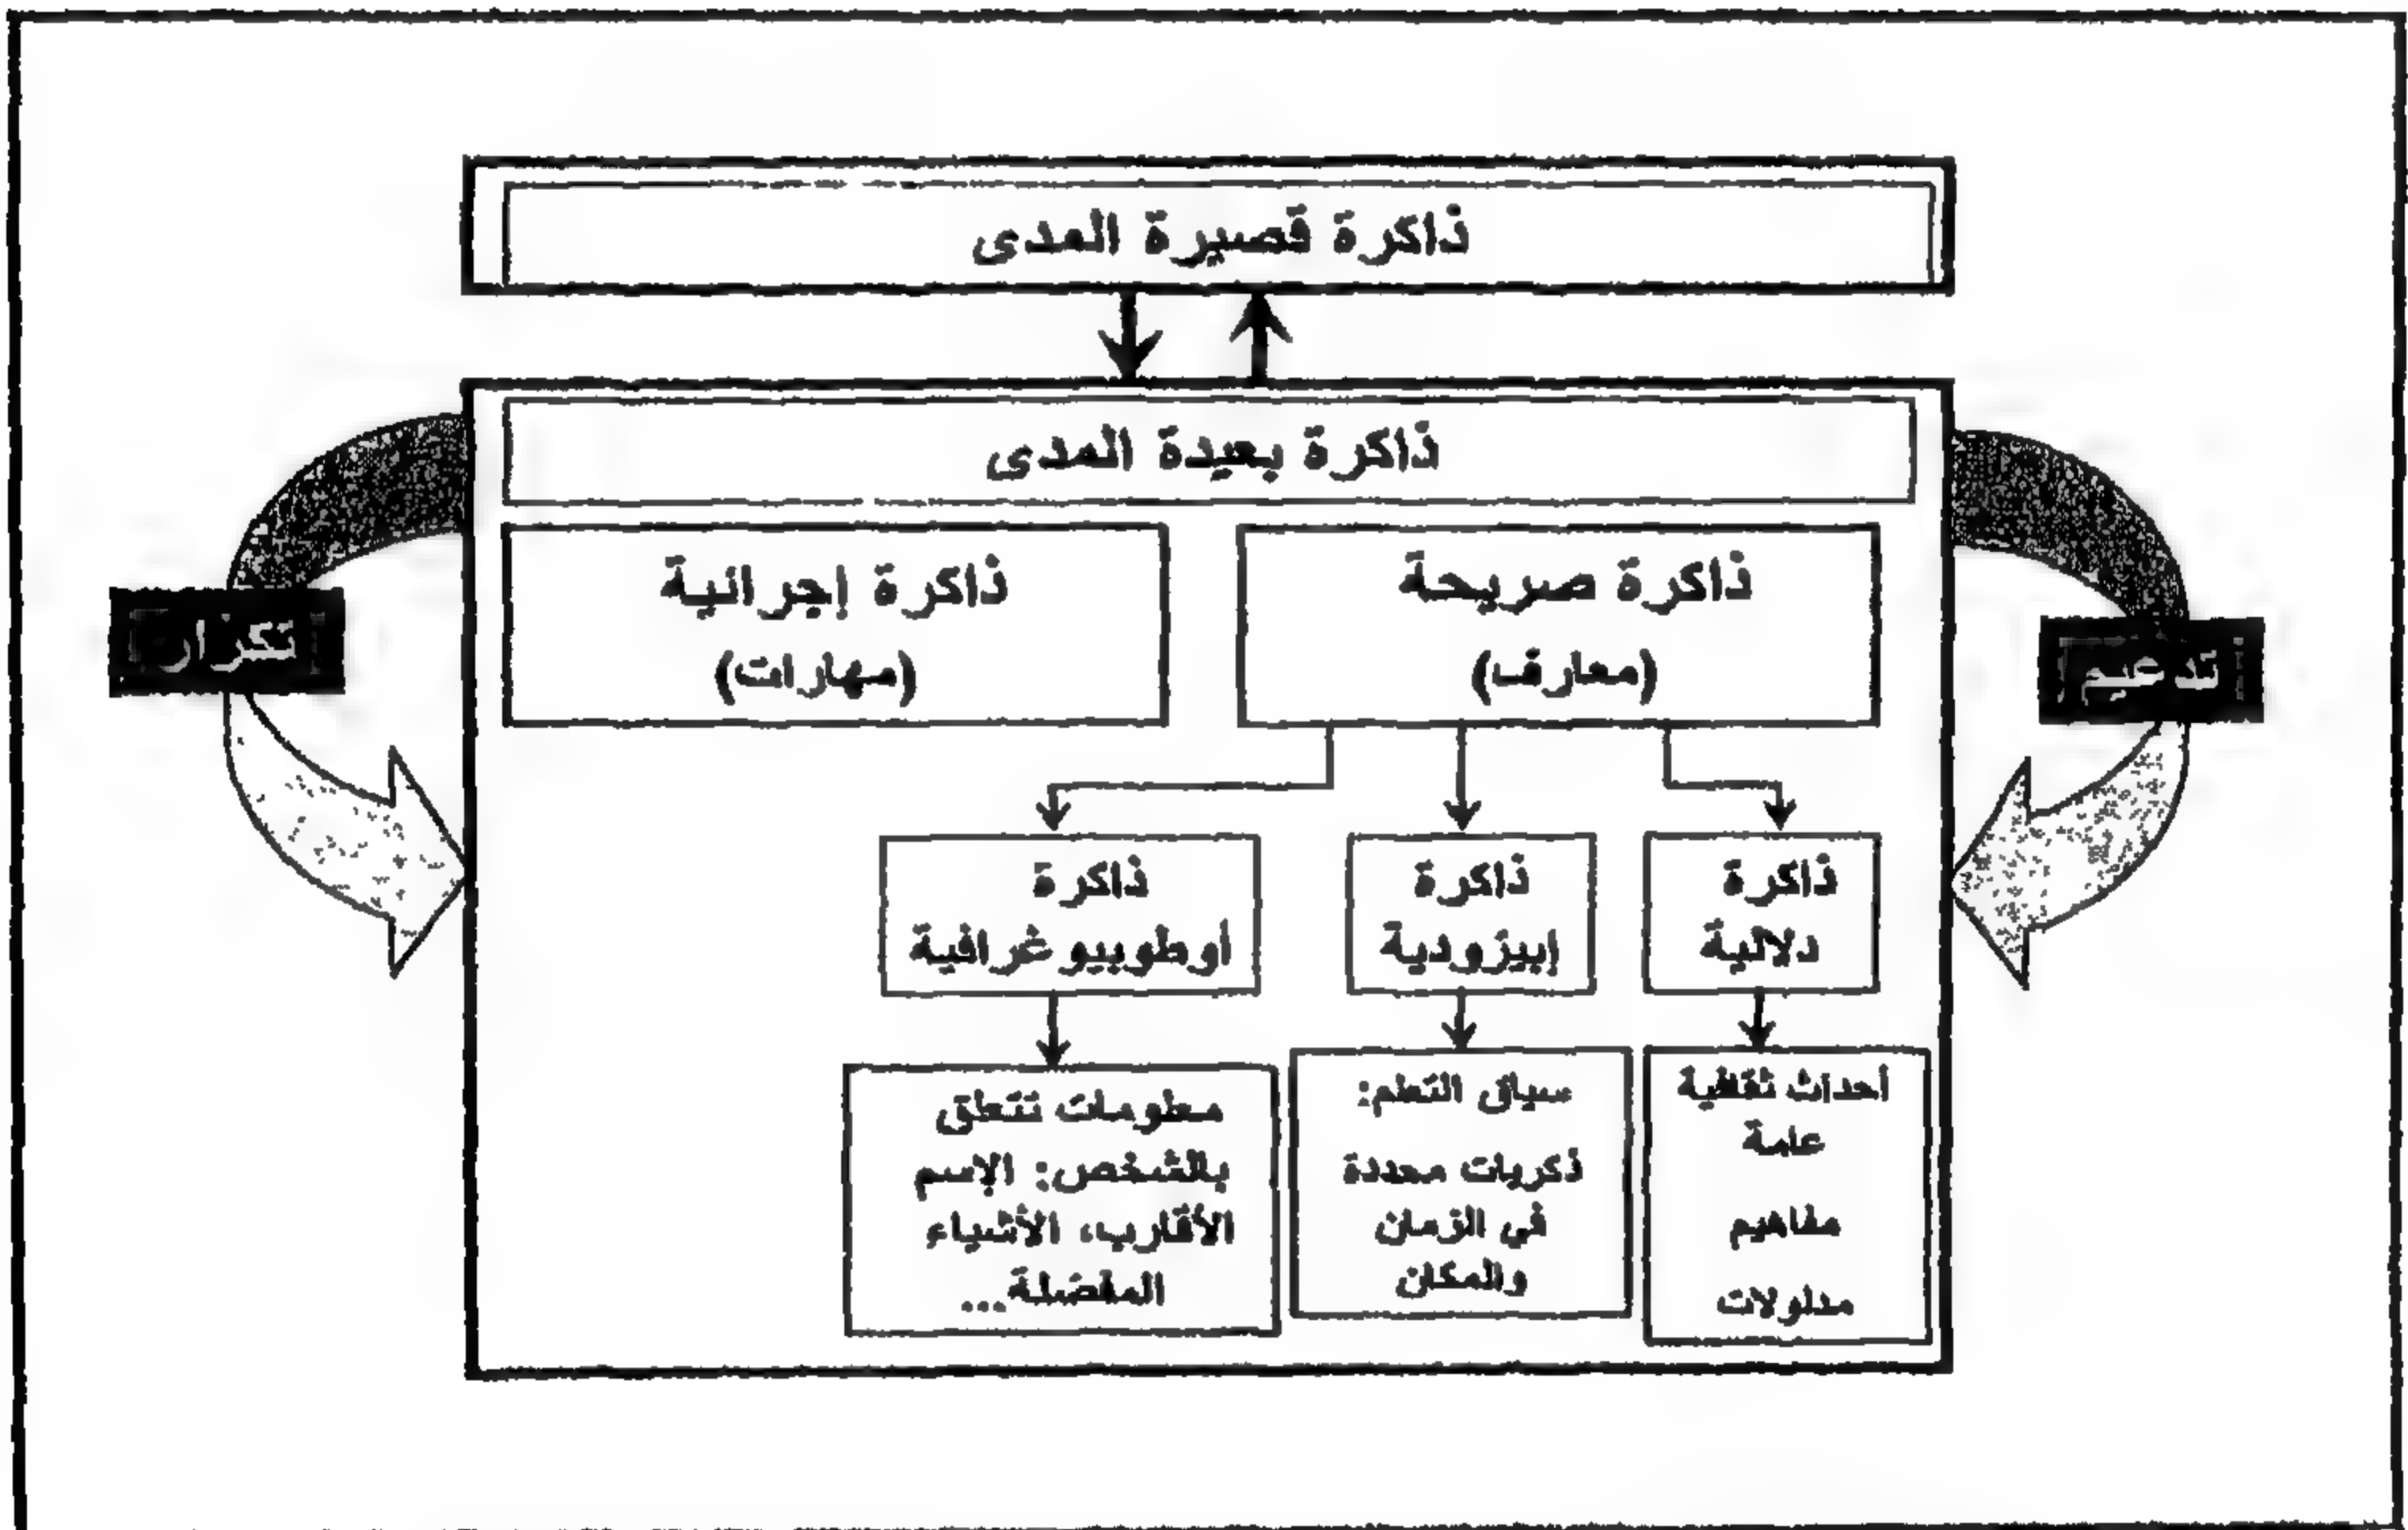 ذاكرة قصيرة المدى
ذاكرة بعيدة المدى
ذاكرة صريحة
(معارف)
ذاكرة إجرائية
(مهارات)
تدعيم
تكرار
ذاكرة
دلالية
ذاكرة
إبيزودية
ذاكرة
أوطوبيوغرافية
أحداث ثقافية
عامة
مفاهيم
مدلولات
سياق التعلم:
ذكريات محددة
في الزمان
والمكان
معلومات تتعلق
بالشخص: الإسم
الأقارب، الأشياء
المفضلة...